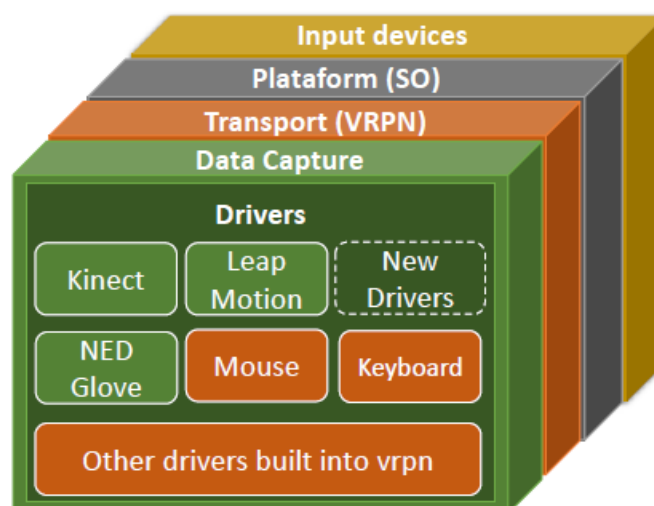 Input devices
Plataform (SO)
Transport (VRPN)
Data Capture
Drivers
Kinect
Leap
Motion
New
Drivers
NED
Glove
Mouse
Keyboard
Other drivers built into vrpn